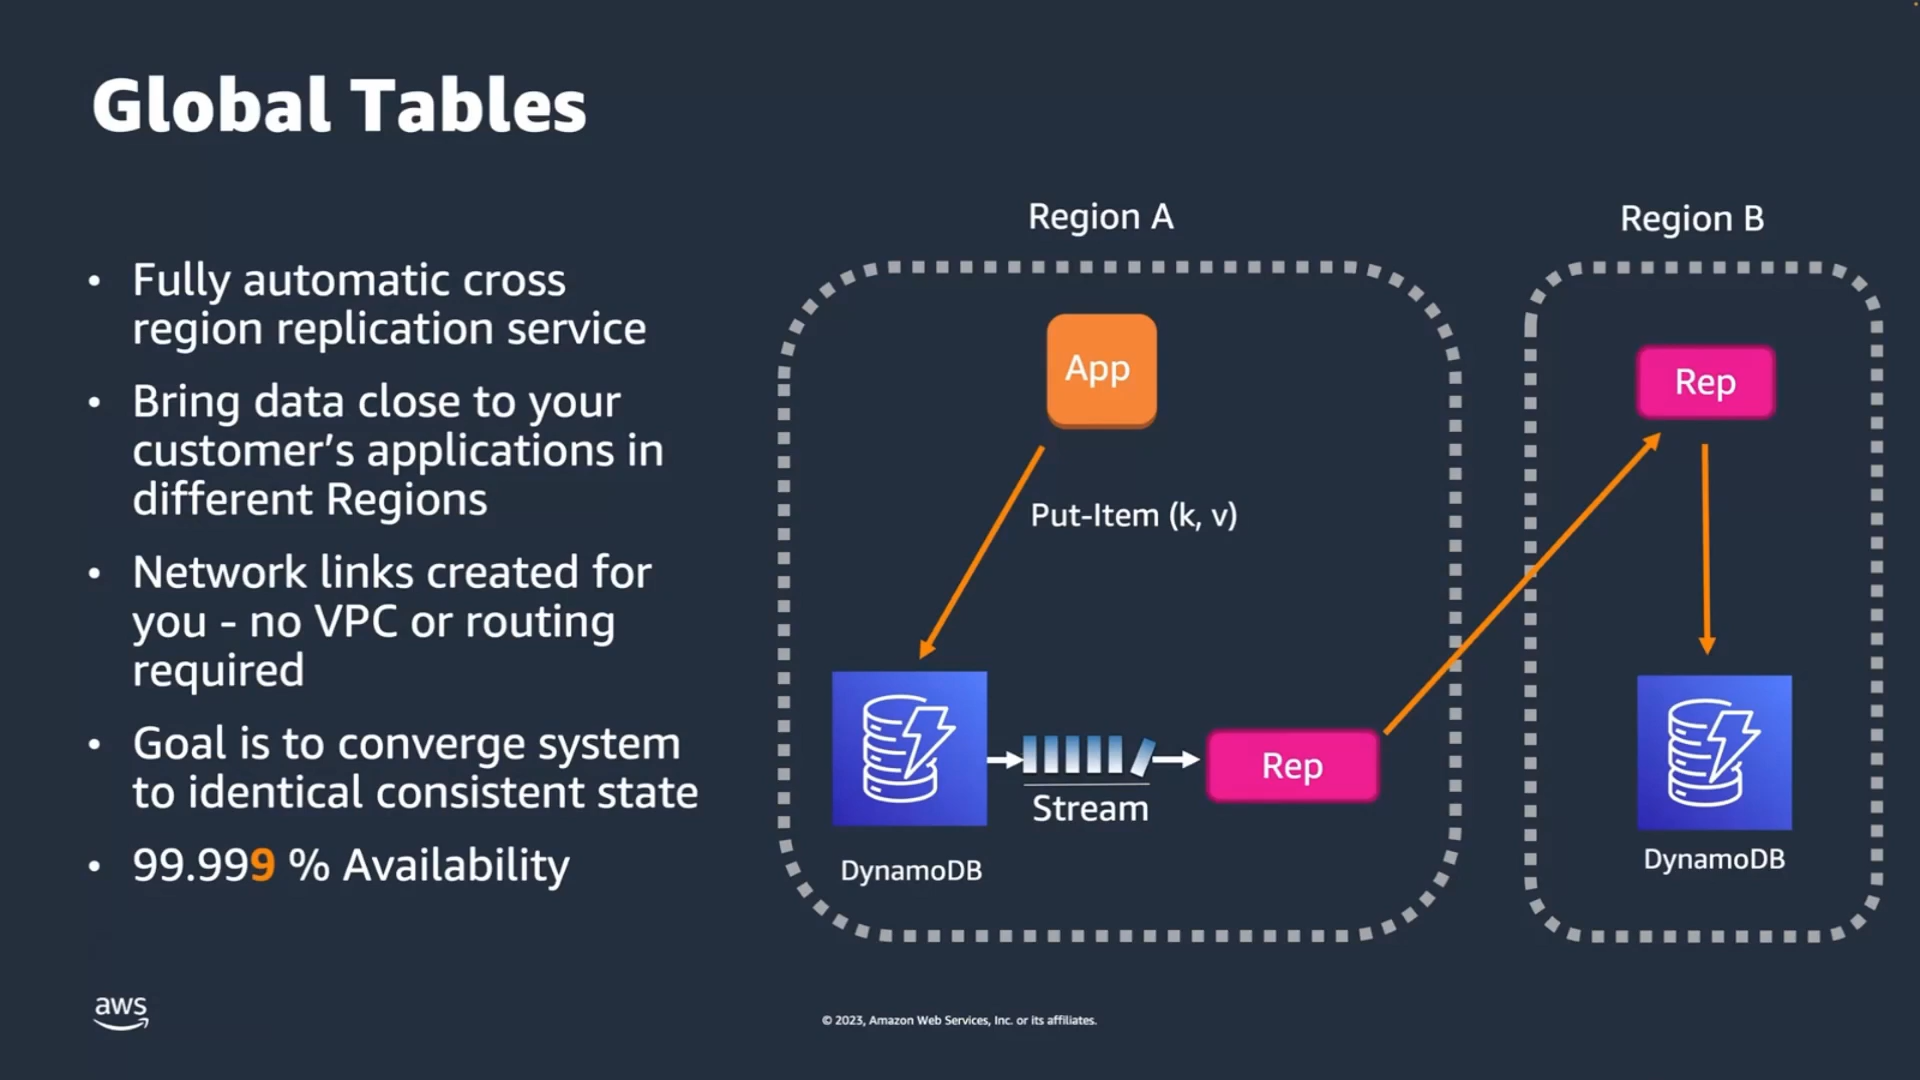 Global Tables
• Fully automatic cross
region replication service
• Bring data close to your
customer’s applications in
different Regions
• Network links created for
you - no VPC or routing
required
• Goal is to converge system
to identical consistent state
• 99.999 % Availability
Region A
App
Put-Item (k, v)
Stream
Rep
DynamoDB
Region B
Rep
DynamoDB
aws
© 2023, Amazon Web Services, Inc. or its affiliates.